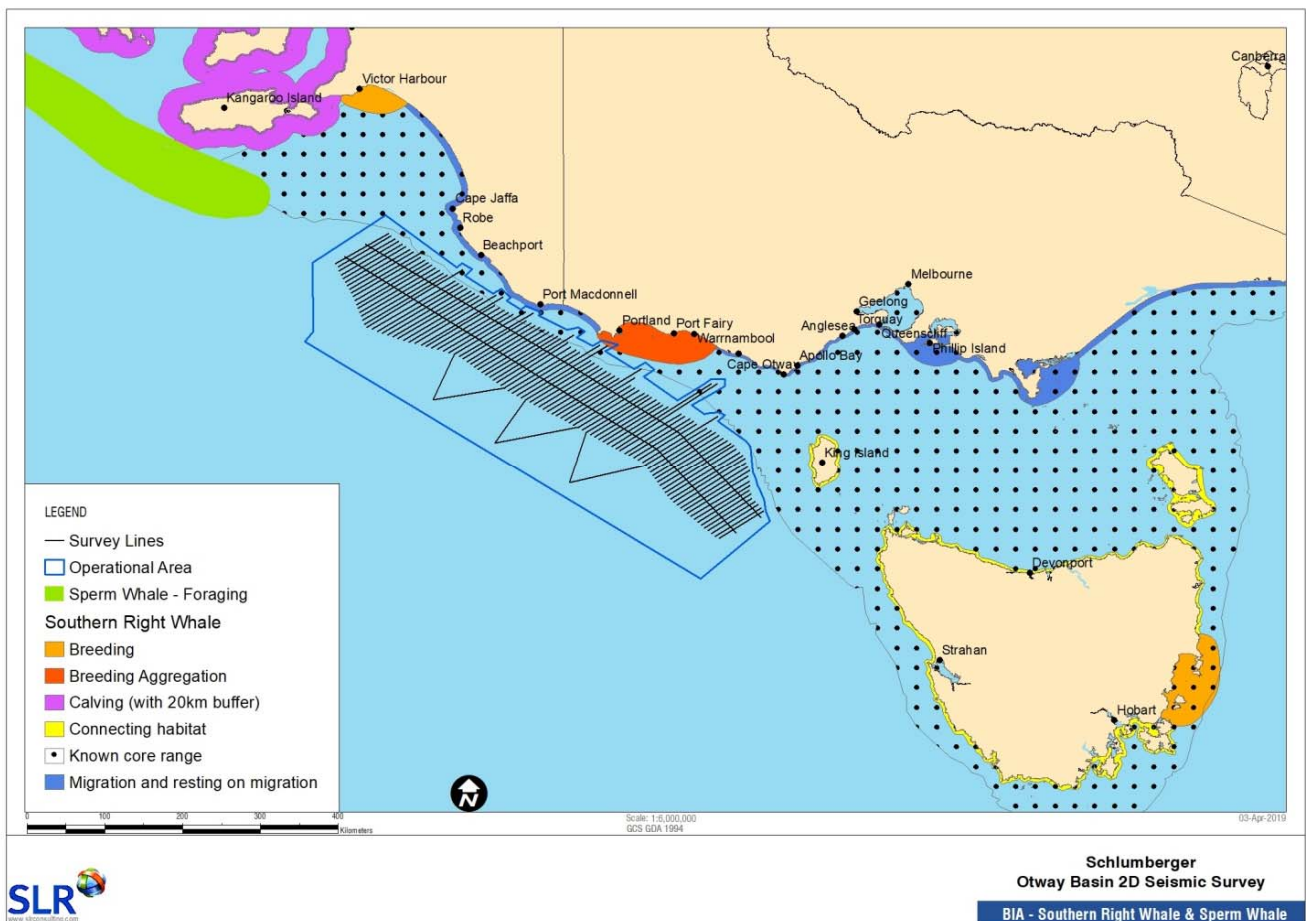 Canberra
Victor Harbour
Kangaroo Island
Cape Jaffa
Robe
Beachport
Port Macdonnell
Portland
Port Fairy
Warrnambool
Cape Otway
Apollo Bay
Anglesea
Torquay
Geelong
Queenscliff
Melbourne
Phillip Island
King Island
Devonport
Strahan
Hobart
LEGEND
Survey Lines
Operational Area
Sperm Whale - Foraging
Southern Right Whale
Breeding
Breeding Aggregation
Calving (with 20km buffer)
Connecting habitat
Known core range
Migration and resting on migration
N
0 100 200 300 400
Kilometers
Scale: 1:6,000,000
GCS GDA 1994
03-Apr-2019
SLR
www.slrconsulting.com
Schlumberger
Otway Basin 2D Seismic Survey
BIA - Southern Right Whale & Sperm Whale